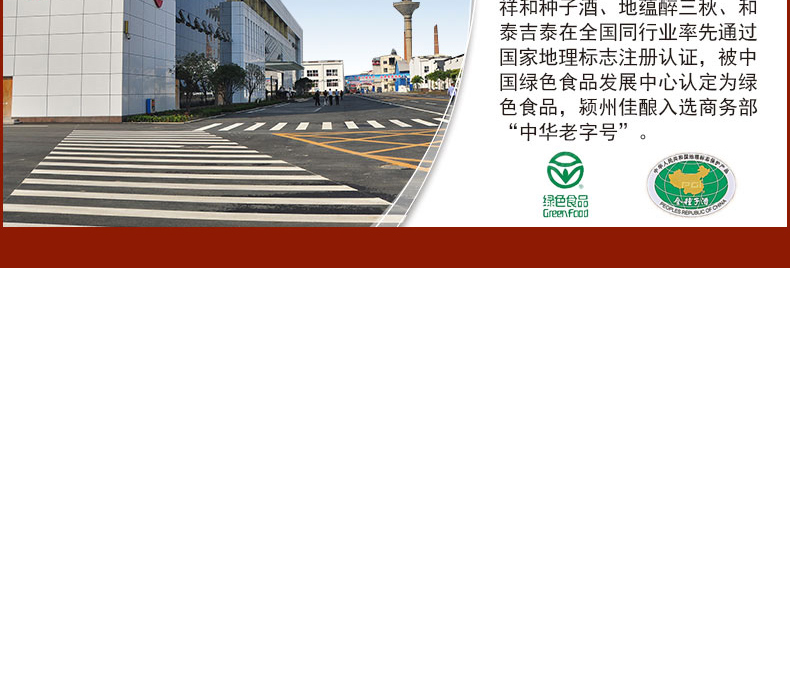 祥和种子酒、地蕴醉三秋、和
泰吉泰在全国同行业率先通过
国家地理标志注册认证，被中
国绿色食品发展中心认定为绿
色食品，颍州佳酿入选商务部
“中华老字号”。
绿色食品
GreenFood
中华人民共和国地理标志保护产品
PGI
金种子酒
PEOPLE'S REPUBLIC OF CHINA